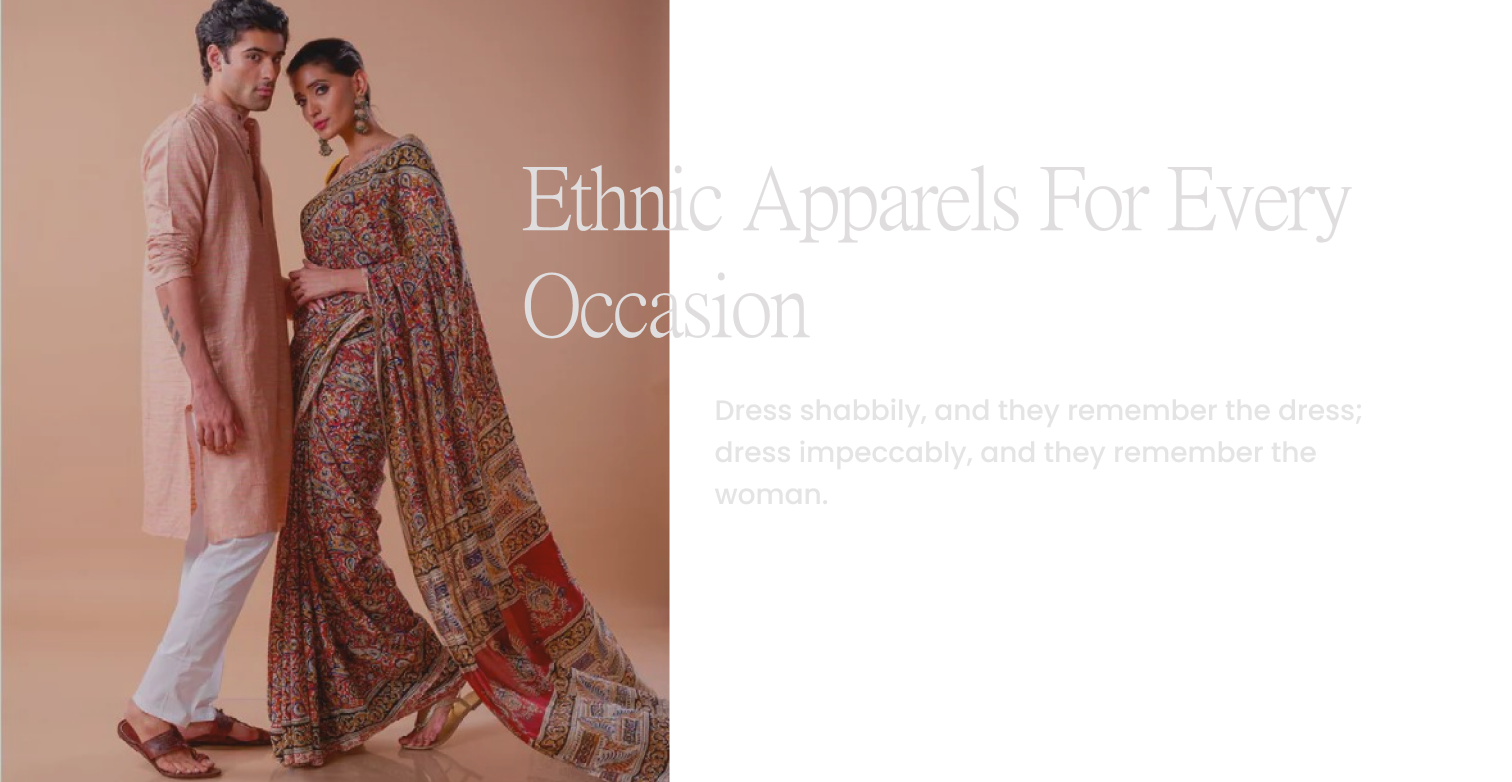 Ethnic Apparels For Every
Occasion
Dress shabbily, and they remember the dress;
dress impeccably, and they remember the
woman.